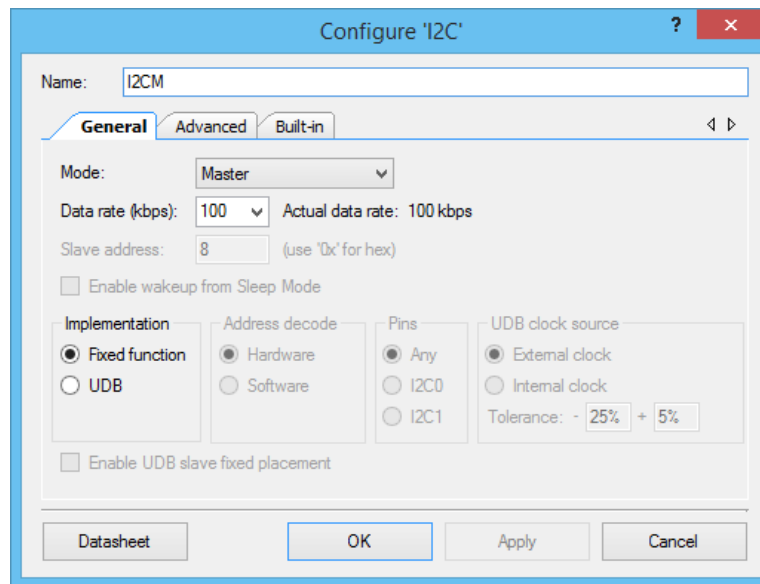 Configure 'I2C'
?
Name: I2CM
General Advanced Built-in
Mode: Master
Data rate (kbps): 100 Actual data rate: 100 kbps
Slave address: 8 (use '0x' for hex)
Enable wakeup from Sleep Mode
Implementation Address decode Pins UDB clock source
Fixed function Hardware Any External clock
UDB Software I2C0 Internal clock
I2C1 Tolerance: - 25% + 5%
Enable UDB slave fixed placement
Datasheet OK Apply Cancel